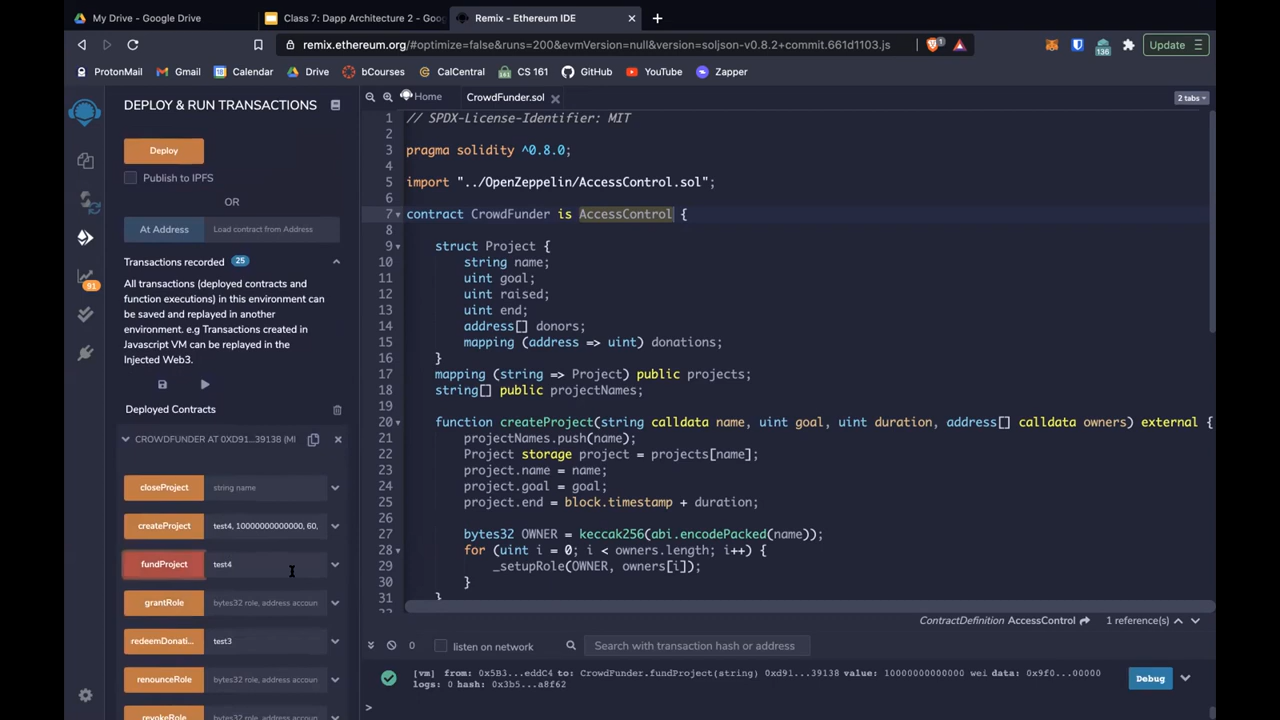 My Drive - Google Drive
Class 7: Dapp Architecture 2 - Goo
Remix - Ethereum IDE
remix.ethereum.org/#optimize=false&runs=200&evmVersion=null&version=soljson-v0.8.2+commit.661d1103.js
1
136
Update
ProtonMail
Gmail
Calendar
Drive
bCourses
CalCentral
CS 161
GitHub
YouTube
Zapper
DEPLOY & RUN TRANSACTIONS
Deploy
Publish to IPFS
OR
At Address
Load contract from Address
Transactions recorded 25
All transactions (deployed contracts and
function executions) in this environment can
be saved and replayed in another
environment. e.g Transactions created in
Javascript VM can be replayed in the
Injected Web3.
Deployed Contracts
CROWDFUNDER AT 0XD91...39138 (MI
closeProject string name
createProject test4, 10000000000000, 60,
fundProject test4
grantRole bytes32 role, address accoun
redeemDonati... test3
renounceRole bytes32 role, address accoun
revokeRole bytes32 role, address accoun
91
Home
CrowdFunder.sol
2 tabs
1 // SPDX-License-Identifier: MIT
2
3 pragma solidity ^0.8.0;
4
5 import "../OpenZeppelin/AccessControl.sol";
6
7 contract CrowdFunder is AccessControl {
8
9 struct Project {
10 string name;
11 uint goal;
12 uint raised;
13 uint end;
14 address[] donors;
15 mapping (address => uint) donations;
16 }
17 mapping (string => Project) public projects;
18 string[] public projectNames;
19
20 function createProject(string calldata name, uint goal, uint duration, address[] calldata owners) external {
21 projectNames.push(name);
22 Project storage project = projects[name];
23 project.name = name;
24 project.goal = goal;
25 project.end = block.timestamp + duration;
26
27 bytes32 OWNER = keccak256(abi.encodePacked(name));
28 for (uint i = 0; i < owners.length; i++) {
29 _setupRole(OWNER, owners[i]);
30 }
31 }
32
ContractDefinition AccessControl
1 reference(s)
0
listen on network
Search with transaction hash or address
[vm] from: 0x5B3...eddC4 to: CrowdFunder.fundProject(string) 0xd91...39138 value: 10000000000000 wei data: 0x9f0...00000
logs: 0 hash: 0x3b5...a8f62
Debug
>